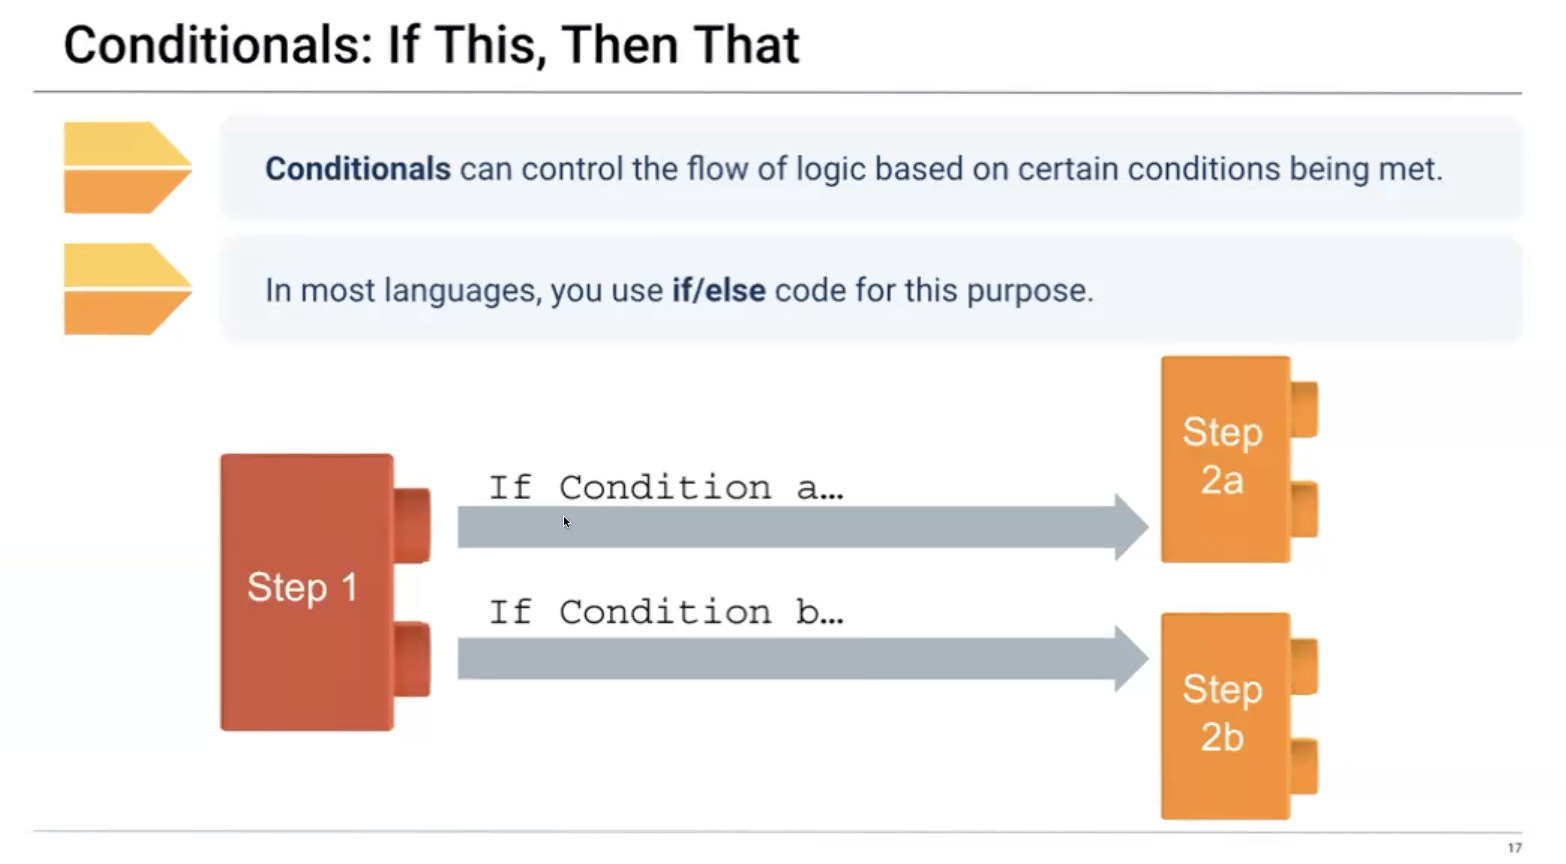 Conditionals: If This, Then That
Conditionals can control the flow of logic based on certain conditions being met.
In most languages, you use if/else code for this purpose.
Step 1
If Condition a…
If Condition b…
Step
2a
Step
2b
17